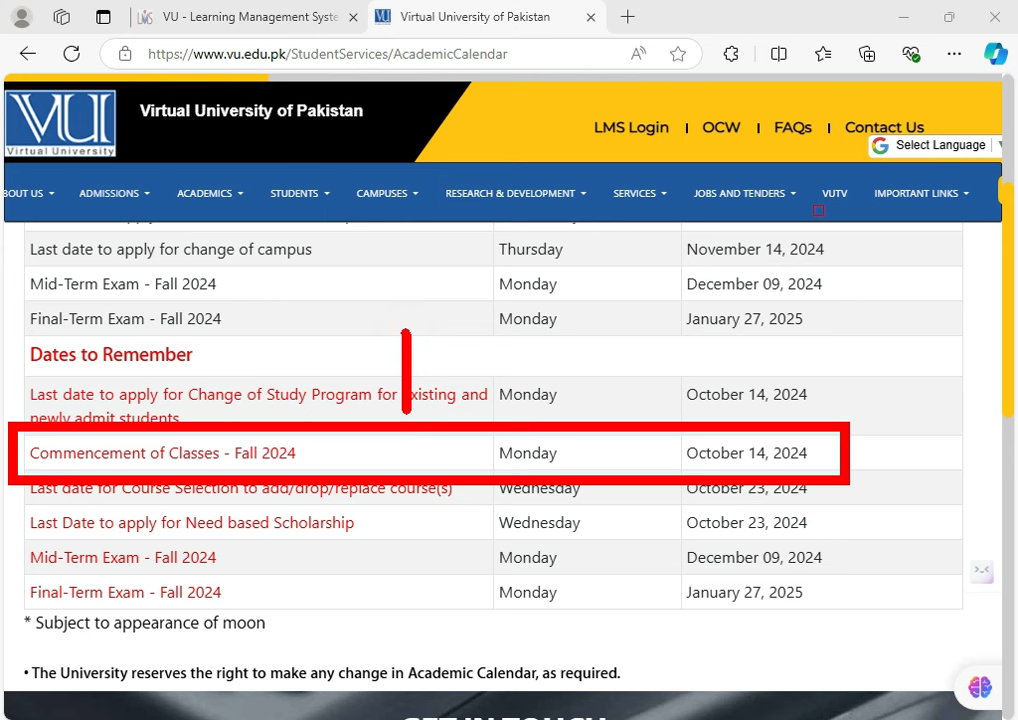 VU - Learning Management Syste
Virtual University of Pakistan
https://www.vu.edu.pk/StudentServices/AcademicCalendar
VU
Virtual University
Virtual University of Pakistan
LMS Login | OCW | FAQs | Contact Us
Select Language
BOUT US ADMISSIONS ACADEMICS STUDENTS CAMPUSES RESEARCH & DEVELOPMENT SERVICES JOBS AND TENDERS VUTV IMPORTANT LINKS
Last date to apply for change of campus Thursday November 14, 2024
Mid-Term Exam - Fall 2024 Monday December 09, 2024
Final-Term Exam - Fall 2024 Monday January 27, 2025
Dates to Remember
Last date to apply for Change of Study Program for existing and Monday October 14, 2024
newly admit students
Commencement of Classes - Fall 2024 Monday October 14, 2024
Last date for Course Selection to add/drop/replace course(s) Wednesday October 23, 2024
Last Date to apply for Need based Scholarship Wednesday October 23, 2024
Mid-Term Exam - Fall 2024 Monday December 09, 2024
Final-Term Exam - Fall 2024 Monday January 27, 2025
* Subject to appearance of moon
• The University reserves the right to make any change in Academic Calendar, as required.
GET IN TOUCH